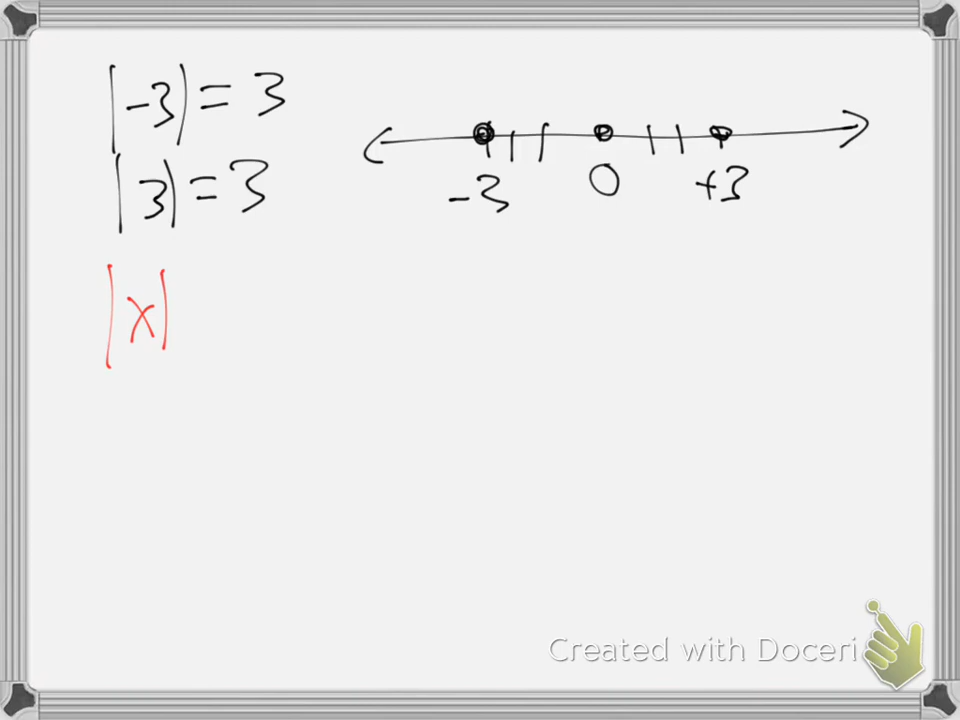 |-3| = 3
|3| = 3
-3 0 +3
|x|
Created with Doceri